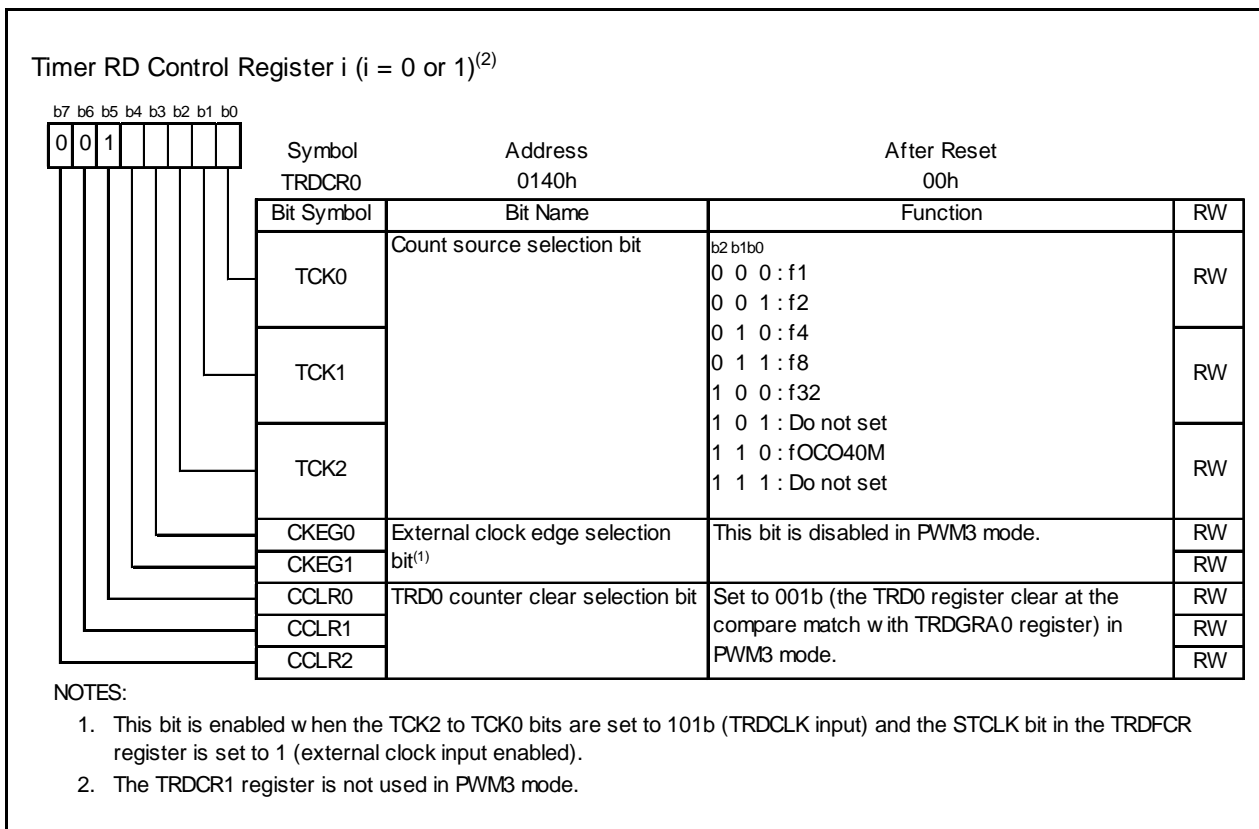 Timer RD Control Register i (i = 0 or 1)(2)
b7 b6 b5 b4 b3 b2 b1 b0
0 0 1
Symbol Address After Reset
TRDCR0 0140h 00h
Bit Symbol Bit Name Function RW
TCK0 Count source selection bit RW
b2 b1 b0
0 0 0 : f1
0 0 1 : f2
0 1 0 : f4
TCK1 RW
0 1 1 : f8
1 0 0 : f32
1 0 1 : Do not set
TCK2 RW
1 1 0 : fOCO40M
1 1 1 : Do not set
CKEG0 External clock edge selection This bit is disabled in PWM3 mode. RW
CKEG1 bit(1) RW
CCLR0 TRD0 counter clear selection bit Set to 001b (the TRD0 register clear at the RW
CCLR1 compare match with TRDGRA0 register) in RW
CCLR2 PWM3 mode. RW
NOTES:
1. This bit is enabled when the TCK2 to TCK0 bits are set to 101b (TRDCLK input) and the STCLK bit in the TRDFCR
register is set to 1 (external clock input enabled).
2. The TRDCR1 register is not used in PWM3 mode.